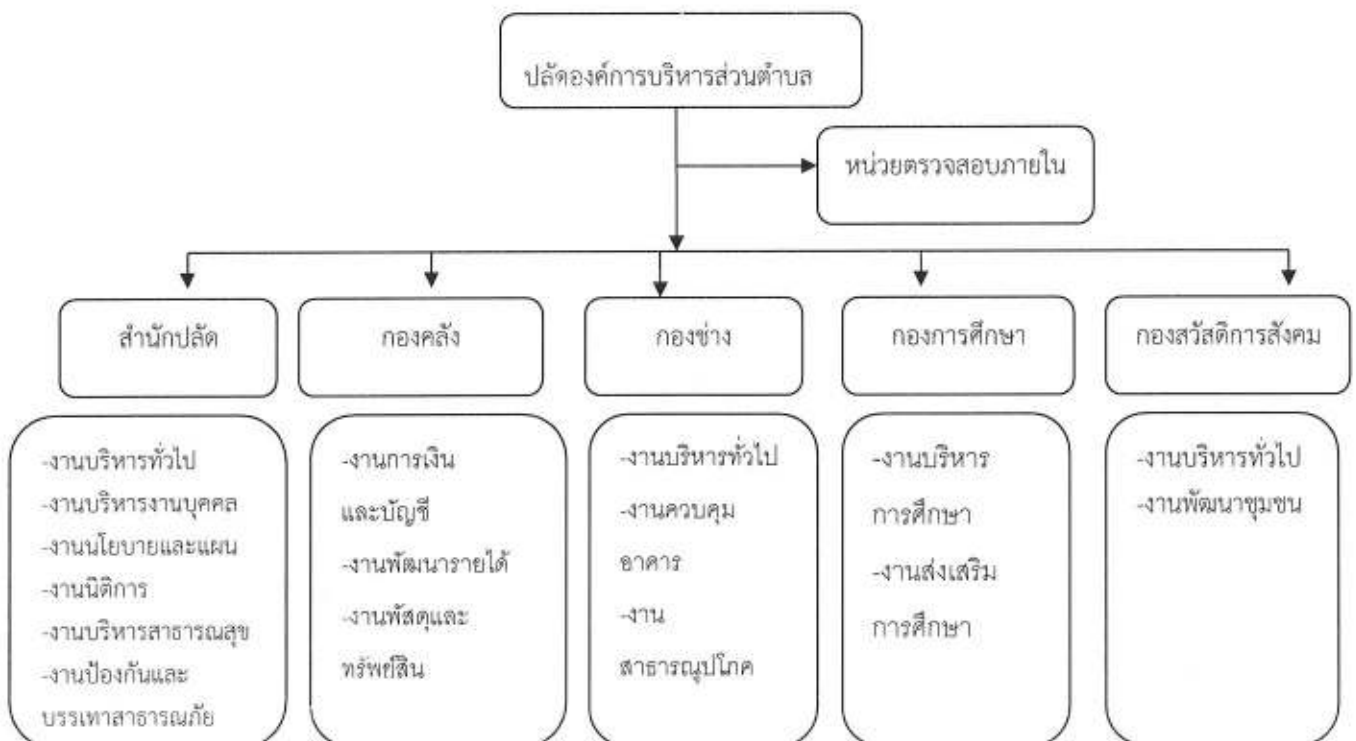 ปลัดองค์การบริหารส่วนตำบล
หน่วยตรวจสอบภายใน
สำนักปลัด
กองคลัง
กองช่าง
กองการศึกษา
กองสวัสดิการสังคม
-งานบริหารทั่วไป
-งานบริหารงานบุคคล
-งานนโยบายและแผน
-งานนิติการ
-งานบริหารสาธารณสุข
-งานป้องกันและ
บรรเทาสาธารณภัย
-งานการเงิน
และบัญชี
-งานพัฒนารายได้
-งานพัสดุและ
ทรัพย์สิน
-งานบริหารทั่วไป
-งานควบคุม
อาคาร
-งาน
สาธารณูปโภค
-งานบริหาร
การศึกษา
-งานส่งเสริม
การศึกษา
-งานบริหารทั่วไป
-งานพัฒนาชุมชน